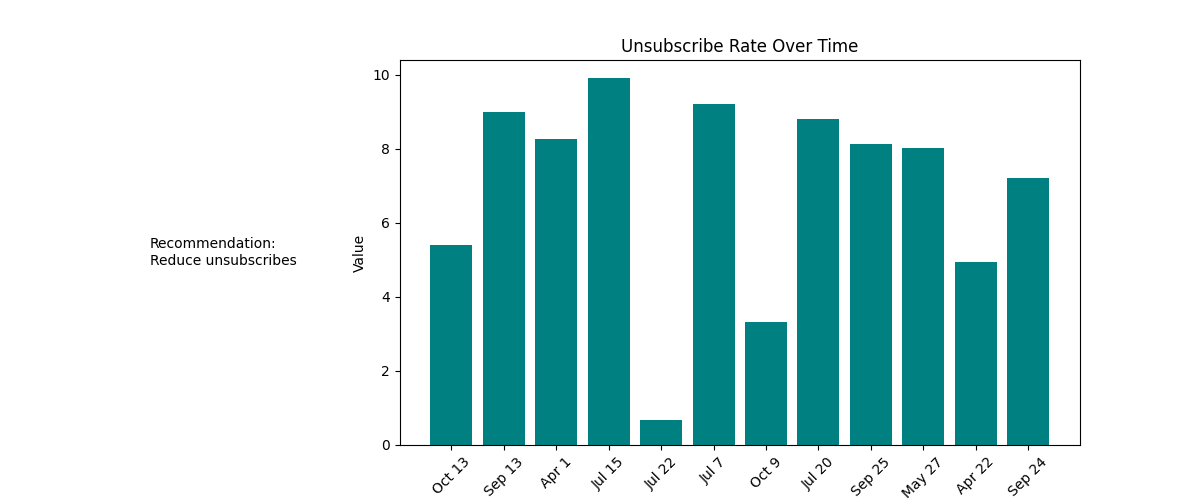 Unsubscribe Rate Over Time
Recommendation:
Reduce unsubscribes
Value
10
8
6
4
2
0
Oct 13
Sep 13
Apr 1
Jul 15
Jul 22
Jul 7
Oct 9
Jul 20
Sep 25
May 27
Apr 22
Sep 24